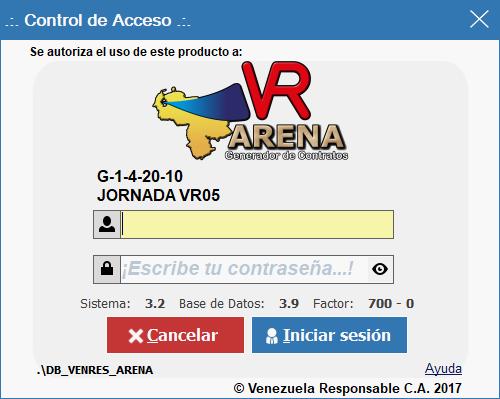 .:. Control de Acceso .:.
Se autoriza el uso de este producto a:
VR
ARENA
Generador de Contratos
G-1-4-20-10
JORNADA VR05
¡Escribe tu contraseña...!
Sistema: 3.2 Base de Datos: 3.9 Factor: 700 - 0
Cancelar Iniciar sesión
.\DB_VENRES_ARENA Ayuda
© Venezuela Responsable C.A. 2017